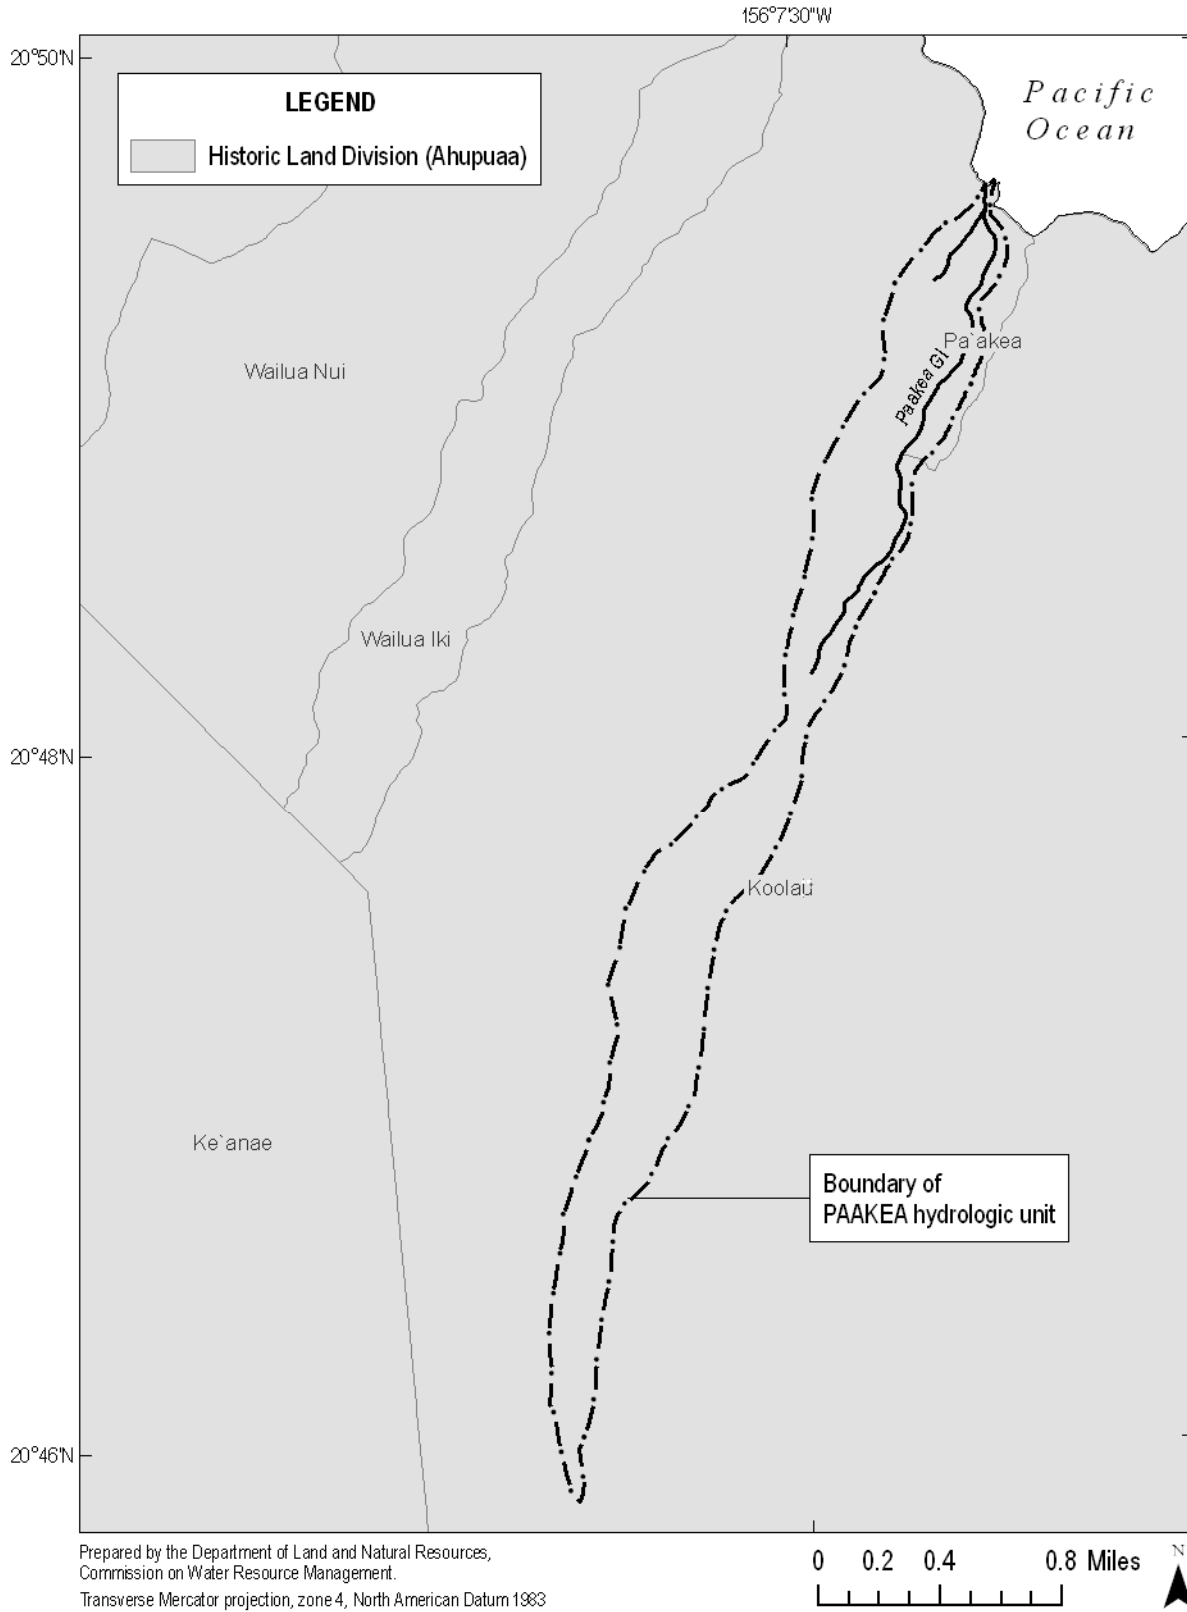 156°7'30"W
20°50'N
LEGEND
Historic Land Division (Ahupuaa)
Pacific
Ocean
Pa`akea
Paakea Gl
Wailua Nui
Wailua Iki
20°48'N
Koolau
Ke`anae
Boundary of
PAAKEA hydrologic unit
20°46'N
Prepared by the Department of Land and Natural Resources,
Commission on Water Resource Management.
Transverse Mercator projection, zone 4, North American Datum 1983
0 0.2 0.4 0.8 Miles
N